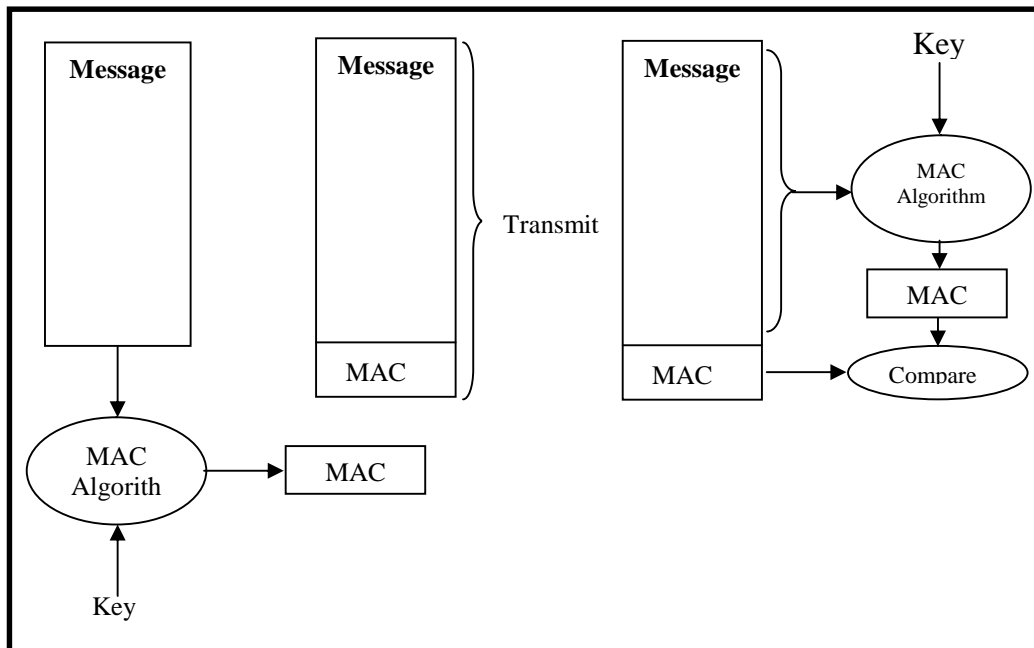 Message
MAC
Algorith
Key
MAC
Message
MAC
Transmit
Message
MAC
Key
MAC
Algorithm
MAC
Compare